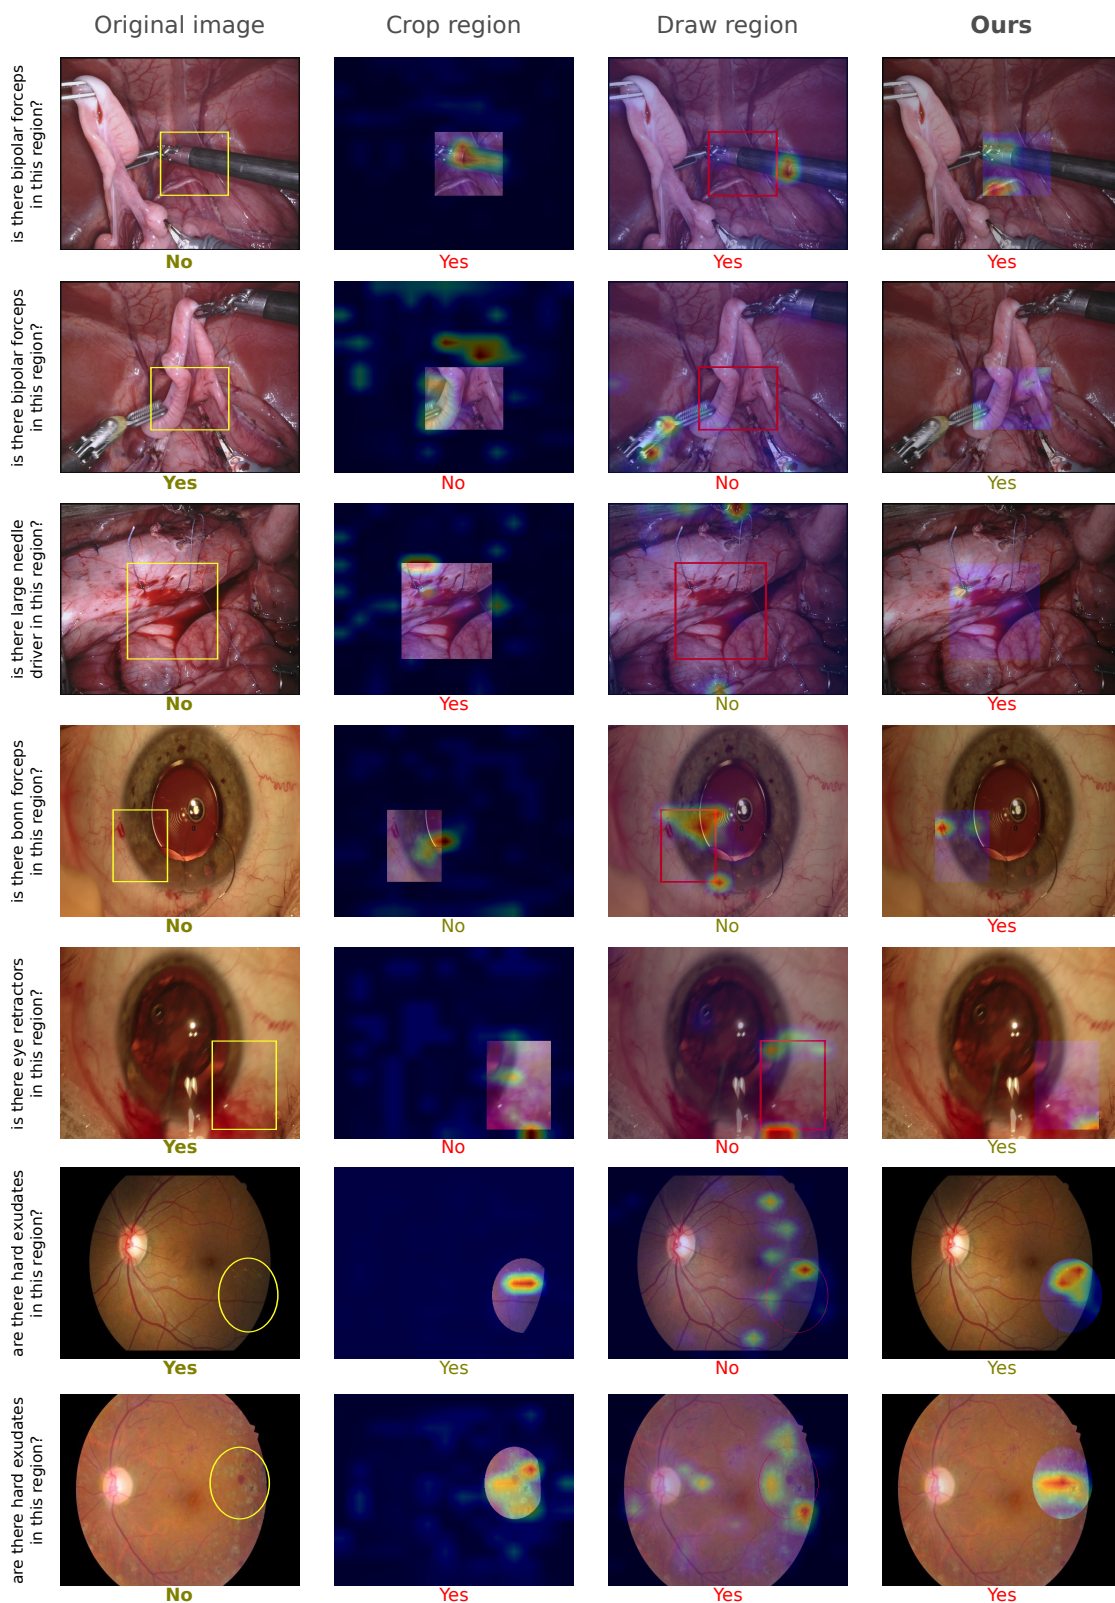 Original image
Crop region
Draw region
Ours
is there bipolar forceps
in this region?
No
Yes
Yes
Yes
is there bipolar forceps
in this region?
Yes
No
No
Yes
is there large needle
driver in this region?
No
Yes
No
Yes
is there bonn forceps
in this region?
No
No
No
Yes
is there eye retractors
in this region?
Yes
No
No
Yes
are there hard exudates
in this region?
Yes
Yes
No
Yes
are there hard exudates
in this region?
No
Yes
Yes
Yes